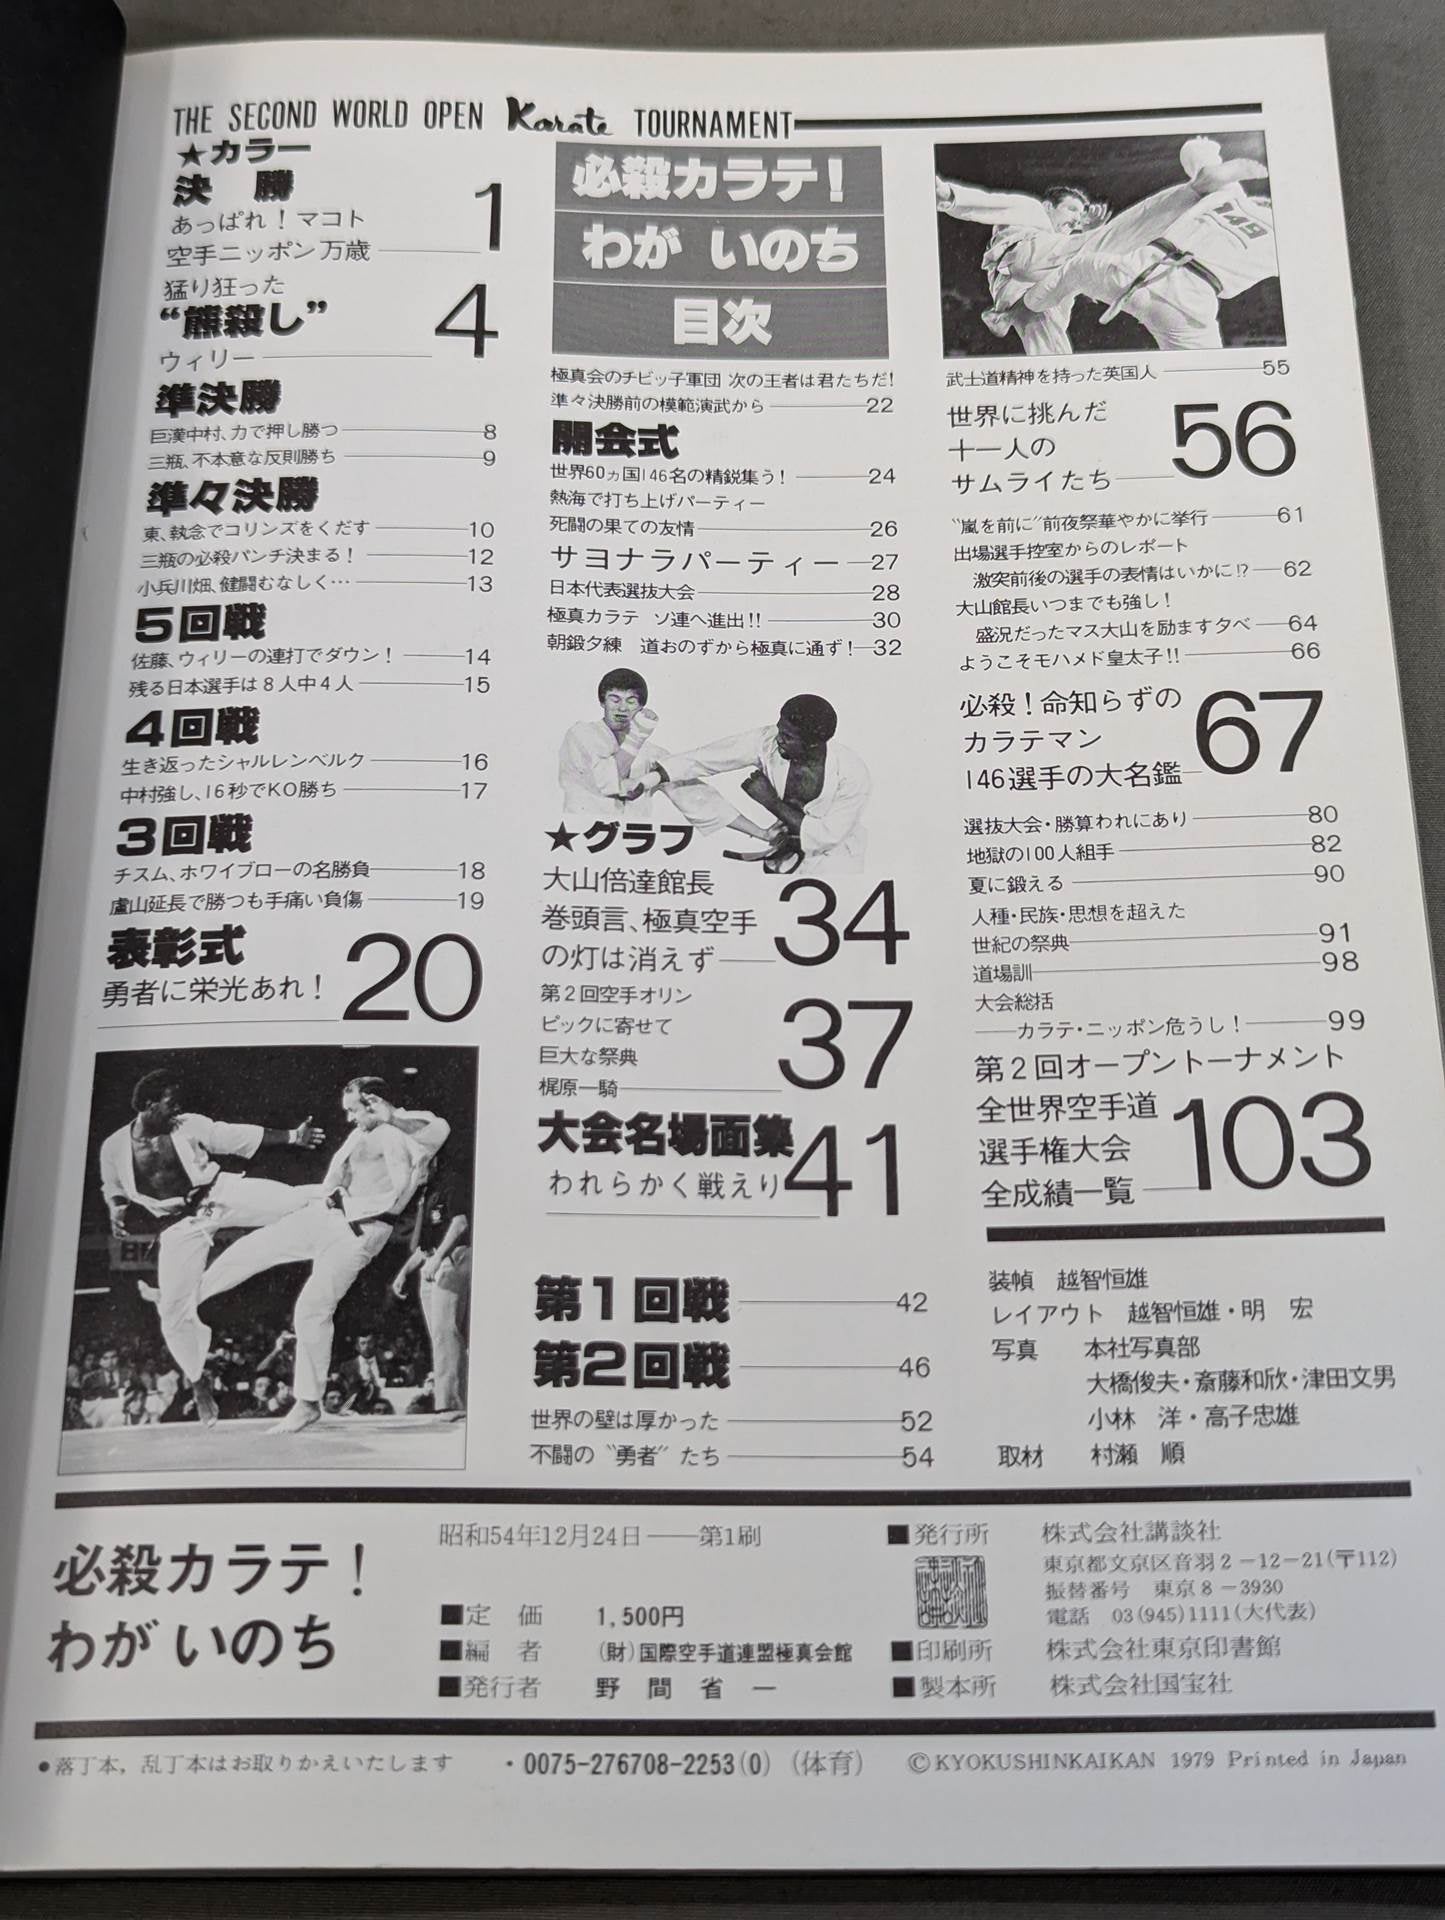 THE SECOND WORLD OPEN Karate TOURNAMENT
★カラー
決 勝
あっぱれ！マコト
空手ニッポン万歳 1
猛り狂った
“熊殺し”
ウィリー 4
準決勝
巨漢中村、力で押し勝つ 8
三瓶、不本意な反則勝ち 9
準々決勝
東、執念でコリンズをくだす 10
三瓶の必殺パンチ決まる！ 12
小兵川畑、健闘むなしく… 13
5回戦
佐藤、ウィリーの連打でダウン！ 14
残る日本選手は8人中4人 15
4回戦
生き返ったシャルレンベルク 16
中村強し、16秒でKO勝ち 17
3回戦
チスム、ホワイブローの名勝負 18
盧山延長で勝つも手痛い負傷 19
表彰式
勇者に栄光あれ！ 20
必殺カラテ！
わが いのち
目次
極真会のチビッ子軍団 次の王者は君たちだ！
準々決勝前の模範演武から 22
開会式
世界60ヵ国146名の精鋭集う！ 24
熱海で打ち上げパーティー
死闘の果ての友情 26
サヨナラパーティー 27
日本代表選抜大会 28
極真カラテ ソ連へ進出!! 30
朝鍛夕練 道おのずから極真に通ず！ 32
★グラフ
大山倍達館長
巻頭言、極真空手
の灯は消えず 34
第2回空手オリン
ピックに寄せて
巨大な祭典
梶原一騎 37
大会名場面集
われらかく戦えり 41
第1回戦 42
第2回戦 46
世界の壁は厚かった 52
不闘の〝勇者〟たち 54
149
武士道精神を持った英国人 55
世界に挑んだ
十一人の
サムライたち 56
〝嵐を前に〟前夜祭華やかに挙行 61
出場選手控室からのレポート
激突前後の選手の表情はいかに!? 62
大山館長いつまでも強し！
盛況だったマス大山を励ます夕べ 64
ようこそモハメド皇太子!! 66
必殺！命知らずの
カラテマン
146選手の大名鑑 67
選抜大会・勝算われにあり 80
地獄の100人組手 82
夏に鍛える 90
人種・民族・思想を超えた
世紀の祭典 91
道場訓 98
大会総括
——カラテ・ニッポン危うし！ 99
第2回オープントーナメント
全世界空手道
選手権大会
全成績一覧 103
装幀 越智恒雄
レイアウト 越智恒雄・明 宏
写真 本社写真部
大橋俊夫・斎藤和欣・津田文男
小林 洋・高子忠雄
取材 村瀬 順
必殺カラテ！
わが いのち
昭和54年12月24日——第1刷
■定 価 1,500円
■編 者 (財)国際空手道連盟極真会館
■発行者 野間省一
■発行所 株式会社講談社
東京都文京区音羽2-12-21(〒112)
振替番号 東京8-3930
電話 03(945)1111(大代表)
■印刷所 株式会社東京印書館
■製本所 株式会社国宝社
●落丁本，乱丁本はお取りかえいたします
・0075-276708-2253(0) (体育)
©KYOKUSHINKAIKAN 1979 Printed in Japan